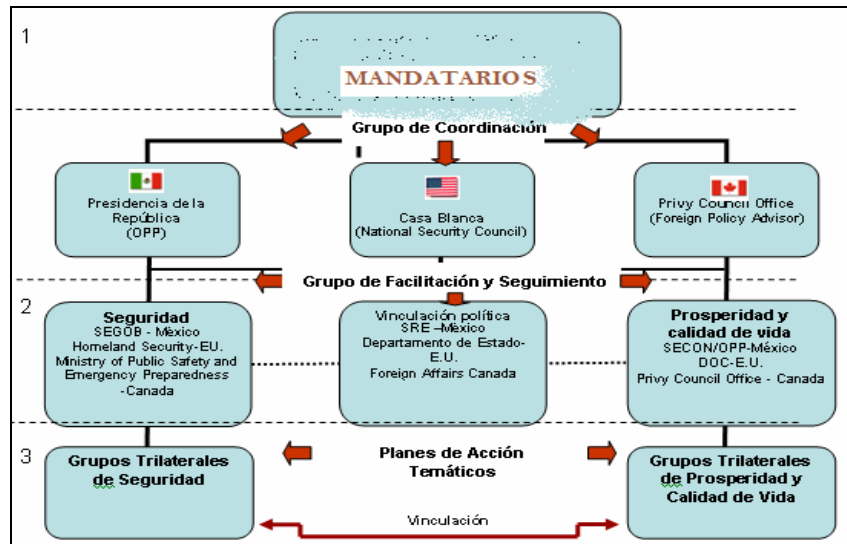 1
MANDATARIOS
Grupo de Coordinación
Presidencia de la
República
(OPP)
Casa Blanca
(National Security Council)
Privy Council Office
(Foreign Policy Advisor)
Grupo de Facilitación y Seguimiento
2
Seguridad
SEGOB - México
Homeland Security-EU.
Ministry of Public Safety and
Emergency Preparedness
-Canada
Vinculación política
SRE –México
Departamento de Estado-
E.U.
Foreign Affairs Canada
Prosperidad y
calidad de vida
SECON/OPP-México
DOC-E.U.
Privy Council Office - Canada
3
Grupos Trilaterales
de Seguridad
Planes de Acción
Temáticos
Grupos Trilaterales
de Prosperidad y
Calidad de Vida
Vinculación